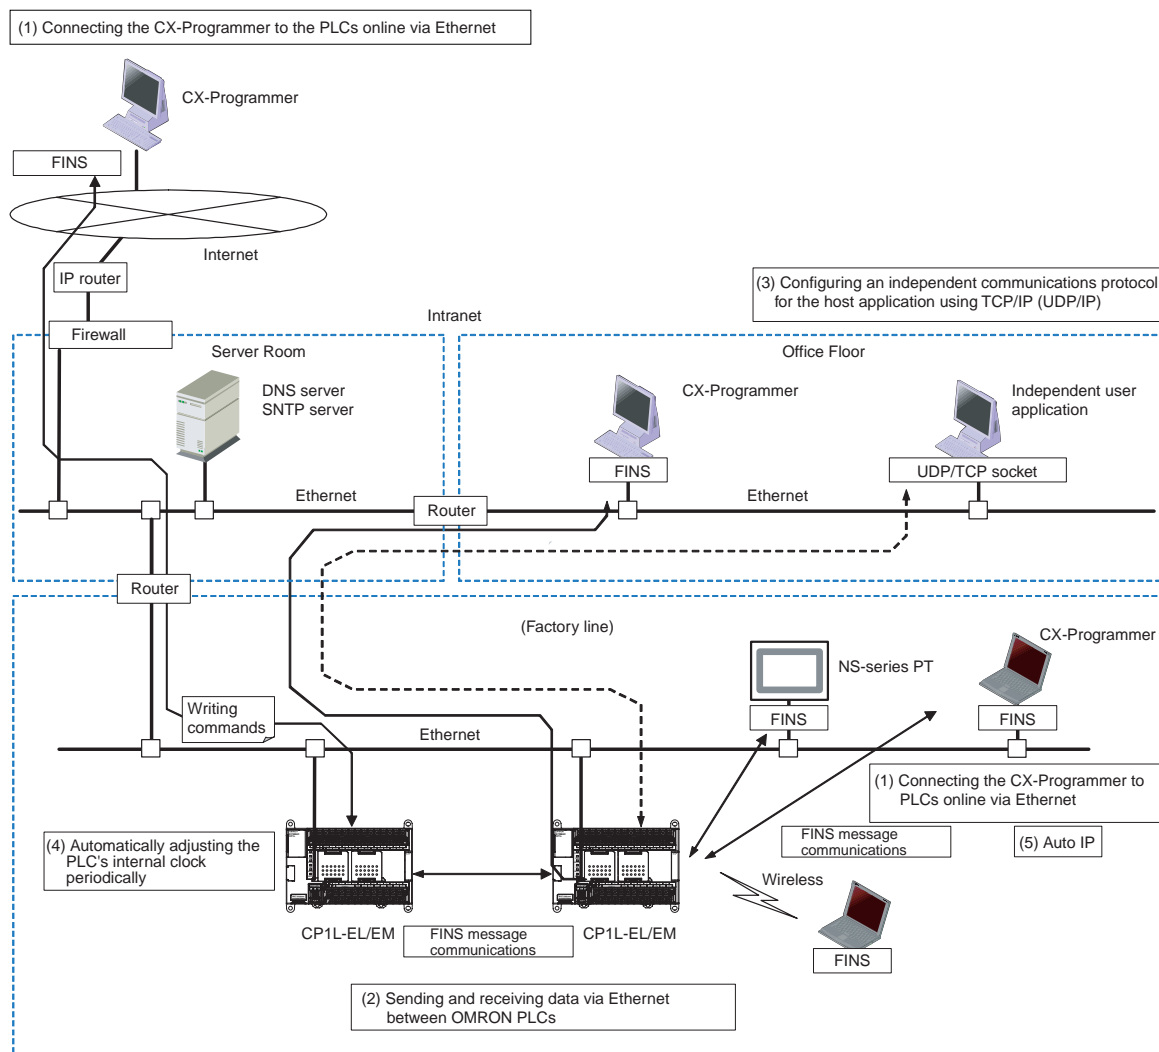 (1) Connecting the CX-Programmer to the PLCs online via Ethernet
CX-Programmer
FINS
Internet
IP router
(3) Configuring an independent communications protocol
for the host application using TCP/IP (UDP/IP)
Intranet
Firewall
Server Room
Office Floor
DNS server
SNTP server
CX-Programmer
Independent user
application
FINS
UDP/TCP socket
Ethernet
Ethernet
Router
Router
(Factory line)
CX-Programmer
NS-series PT
Writing
commands
FINS
FINS
Ethernet
(1) Connecting the CX-Programmer to
PLCs online via Ethernet
(4) Automatically adjusting the
PLC's internal clock
periodically
FINS message
communications
(5) Auto IP
Wireless
CP1L-EL/EM
FINS message
communications
CP1L-EL/EM
FINS
(2) Sending and receiving data via Ethernet
between OMRON PLCs